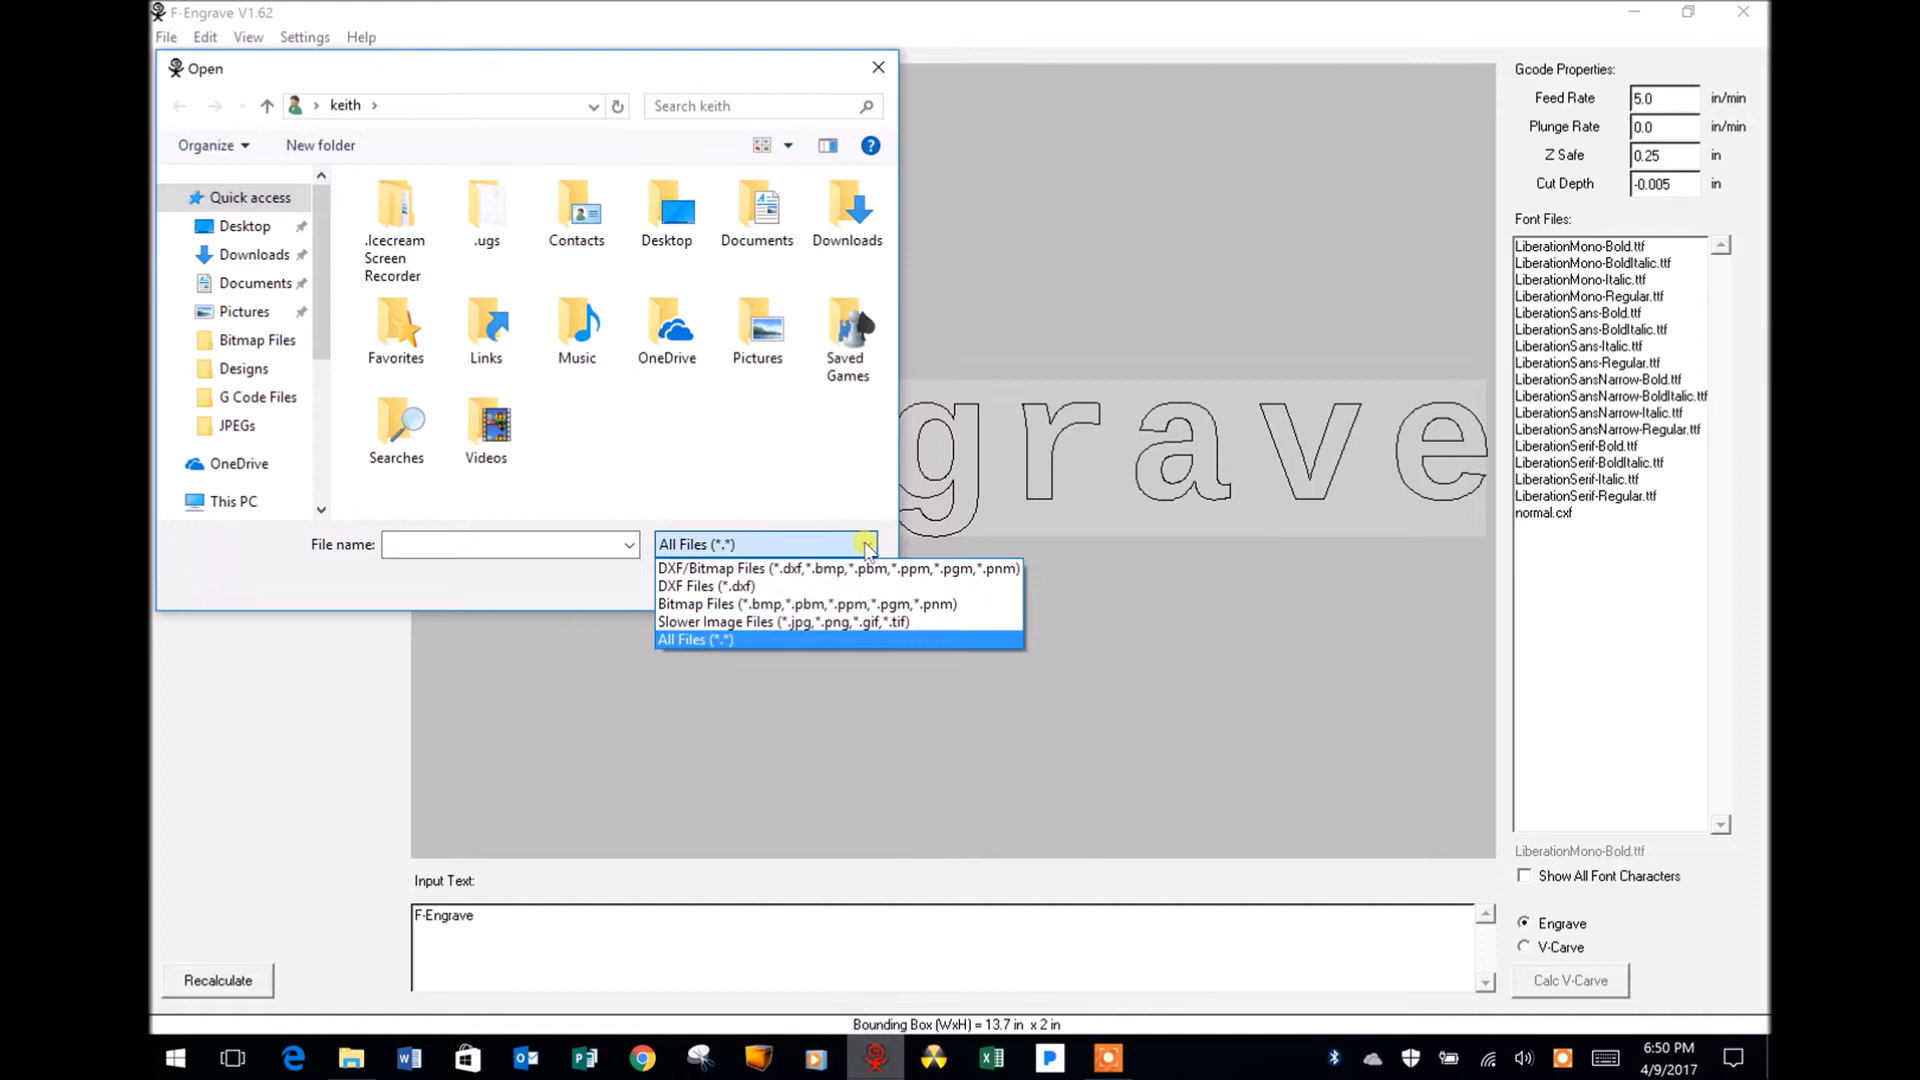 F-Engrave V1.62
File Edit View Settings Help
Open
keith
Search keith
Organize New folder
Quick access
Desktop
Downloads
Documents
Pictures
Bitmap Files
Designs
G Code Files
JPEGs
OneDrive
This PC
.Icecream Screen Recorder
.ugs
Contacts
Desktop
Documents
Downloads
Favorites
Links
Music
OneDrive
Pictures
Saved Games
Searches
Videos
File name:
All Files (*.*)
DXF/Bitmap Files (*.dxf,*.bmp,*.pbm,*.ppm,*.pgm,*.pnm)
DXF Files (*.dxf)
Bitmap Files (*.bmp,*.pbm,*.ppm,*.pgm,*.pnm)
Slower Image Files (*.jpg,*.png,*.gif,*.tif)
All Files (*.*)
grave
Gcode Properties:
Feed Rate 5.0 in/min
Plunge Rate 0.0 in/min
Z Safe 0.25 in
Cut Depth -0.005 in
Font Files:
LiberationMono-Bold.ttf
LiberationMono-BoldItalic.ttf
LiberationMono-Italic.ttf
LiberationMono-Regular.ttf
LiberationSans-Bold.ttf
LiberationSans-BoldItalic.ttf
LiberationSans-Italic.ttf
LiberationSans-Regular.ttf
LiberationSansNarrow-Bold.ttf
LiberationSansNarrow-BoldItalic.ttf
LiberationSansNarrow-Italic.ttf
LiberationSansNarrow-Regular.ttf
LiberationSerif-Bold.ttf
LiberationSerif-BoldItalic.ttf
LiberationSerif-Italic.ttf
LiberationSerif-Regular.ttf
normal.cxf
LiberationMono-Bold.ttf
Show All Font Characters
Engrave
V-Carve
Calc V-Carve
Input Text:
F-Engrave
Recalculate
Bounding Box (WxH) = 13.7 in x 2 in
6:50 PM
4/9/2017